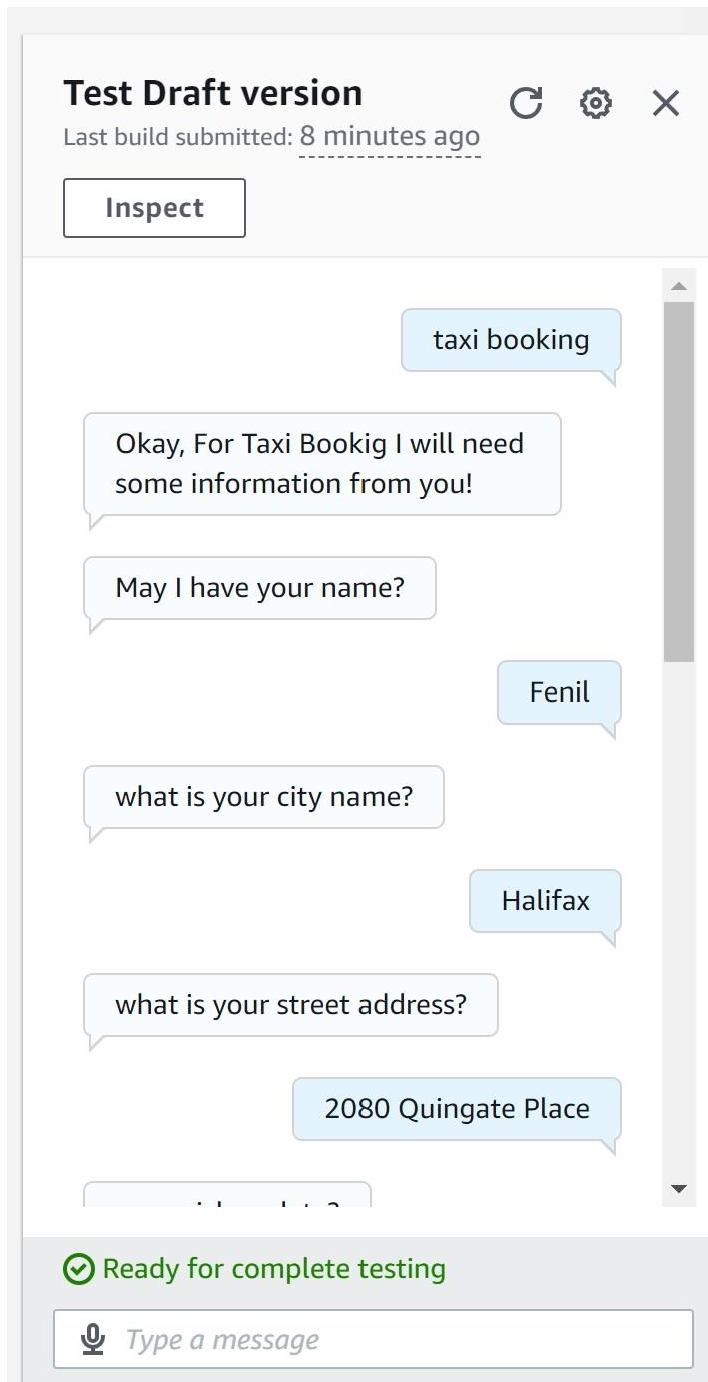 Test Draft version
Last build submitted: 8 minutes ago
Inspect
taxi booking
Okay, For Taxi Bookig I will need
some information from you!
May I have your name?
Fenil
what is your city name?
Halifax
what is your street address?
2080 Quingate Place
Ready for complete testing
Type a message